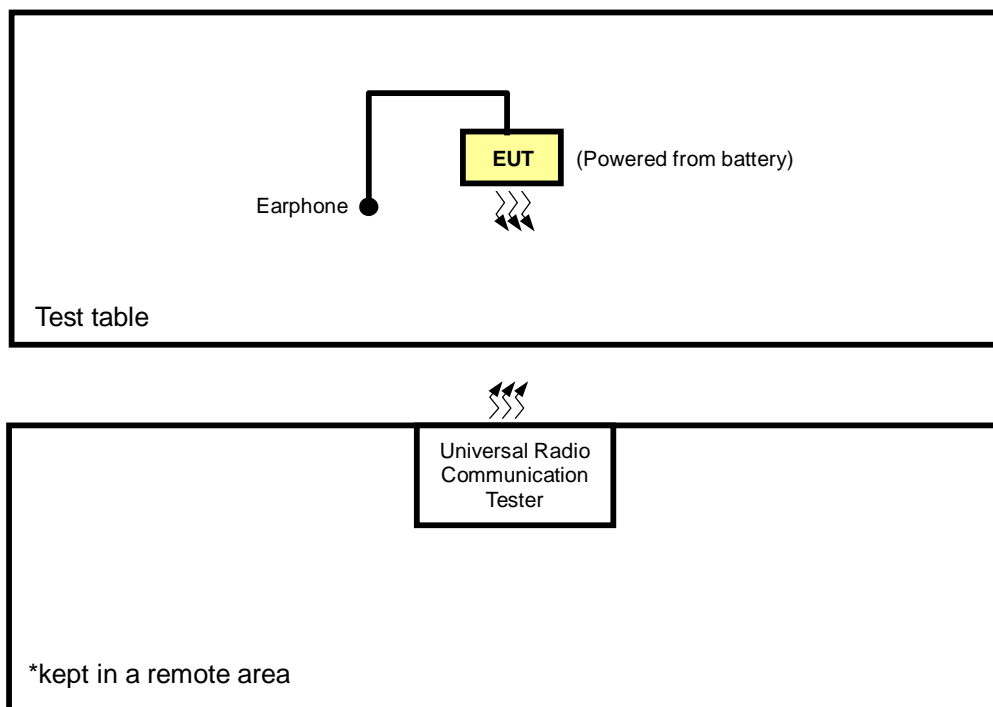 EUT
(Powered from battery)
Earphone
Test table
Universal Radio
Communication
Tester
*kept in a remote area